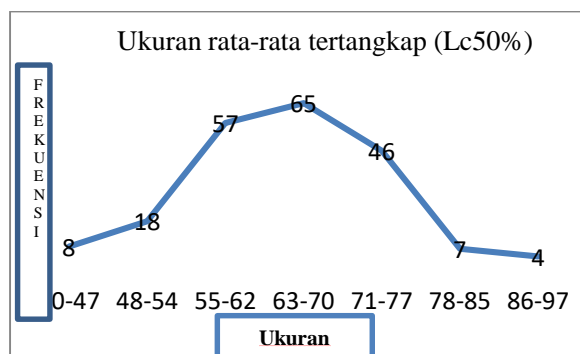 Ukuran rata-rata tertangkap (Lc50%)
FREKUENSI
8
18
57
65
46
7
4
0-47 48-54 55-62 63-70 71-77 78-85 86-97
Ukuran